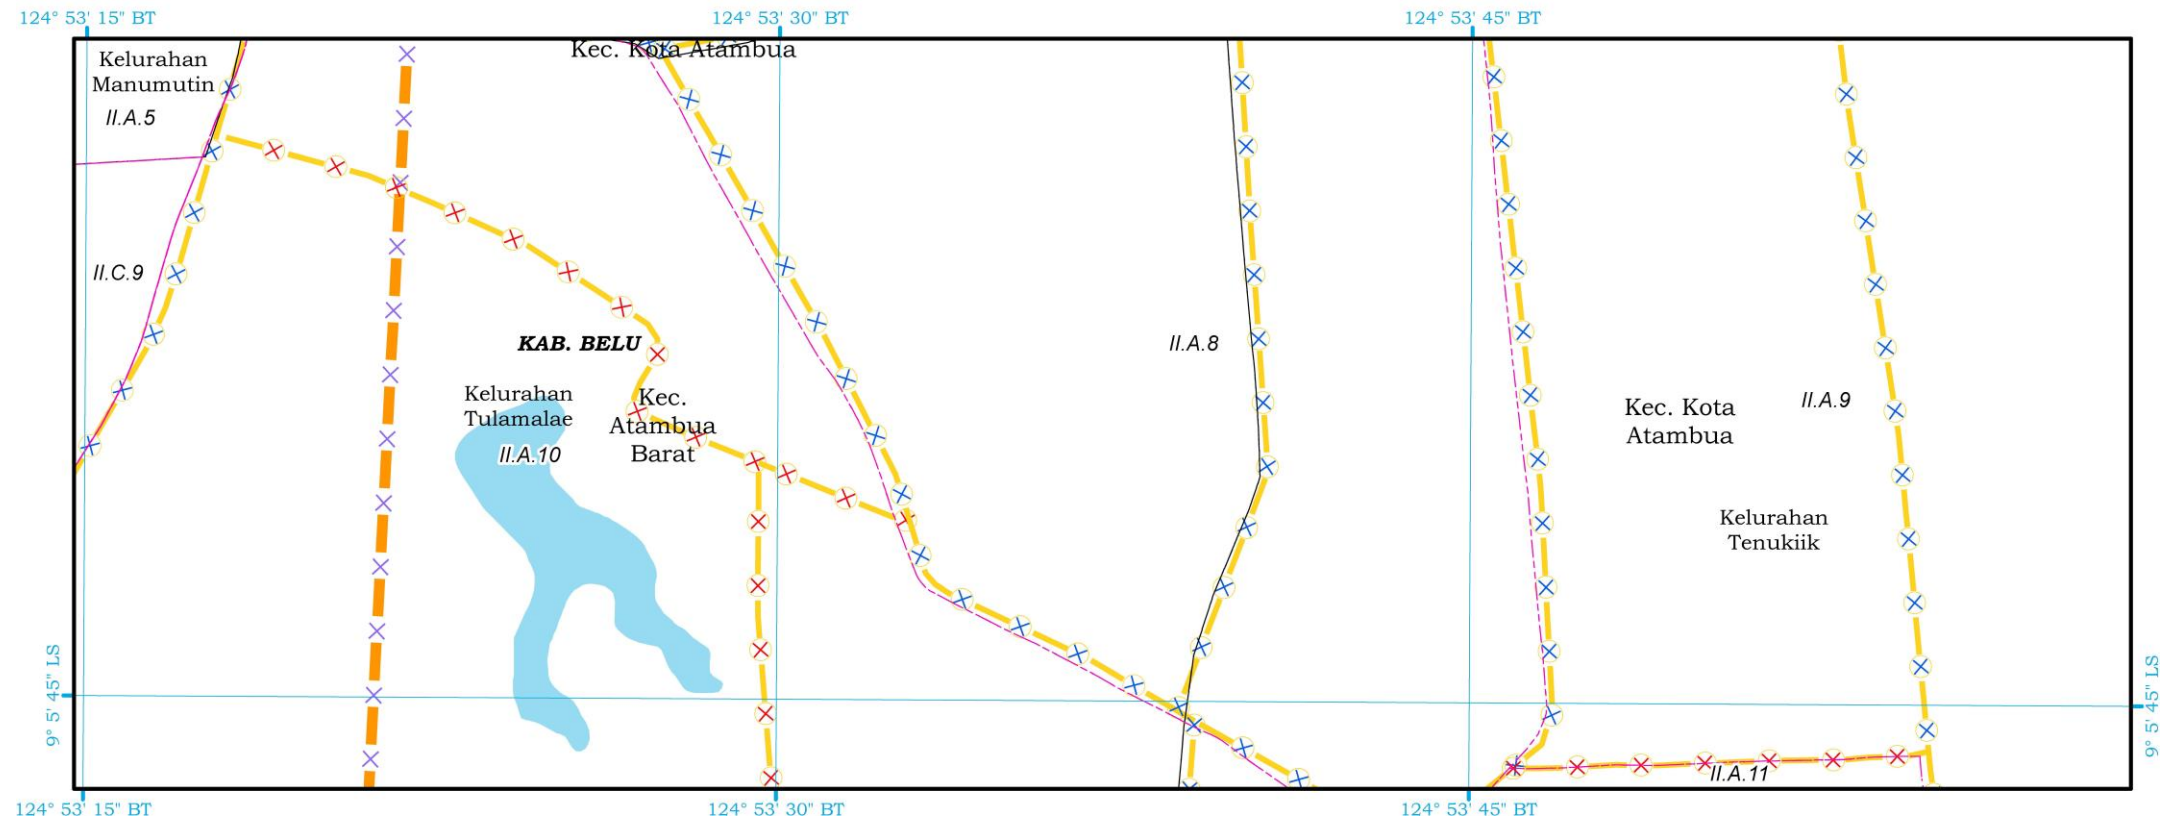 124° 53' 15" BT
124° 53' 30" BT
124° 53' 45" BT
Kec. Kota Atambua
Kelurahan
Manumutin
II.A.5
II.C.9
KAB. BELU
II.A.8
Kelurahan
Tulamalae
II.A.10
Kec.
Atambua
Barat
Kec. Kota
Atambua
II.A.9
Kelurahan
Tenukiik
9° 5' 45" LS
9° 5' 45" LS
II.A.11
124° 53' 15" BT
124° 53' 30" BT
124° 53' 45" BT